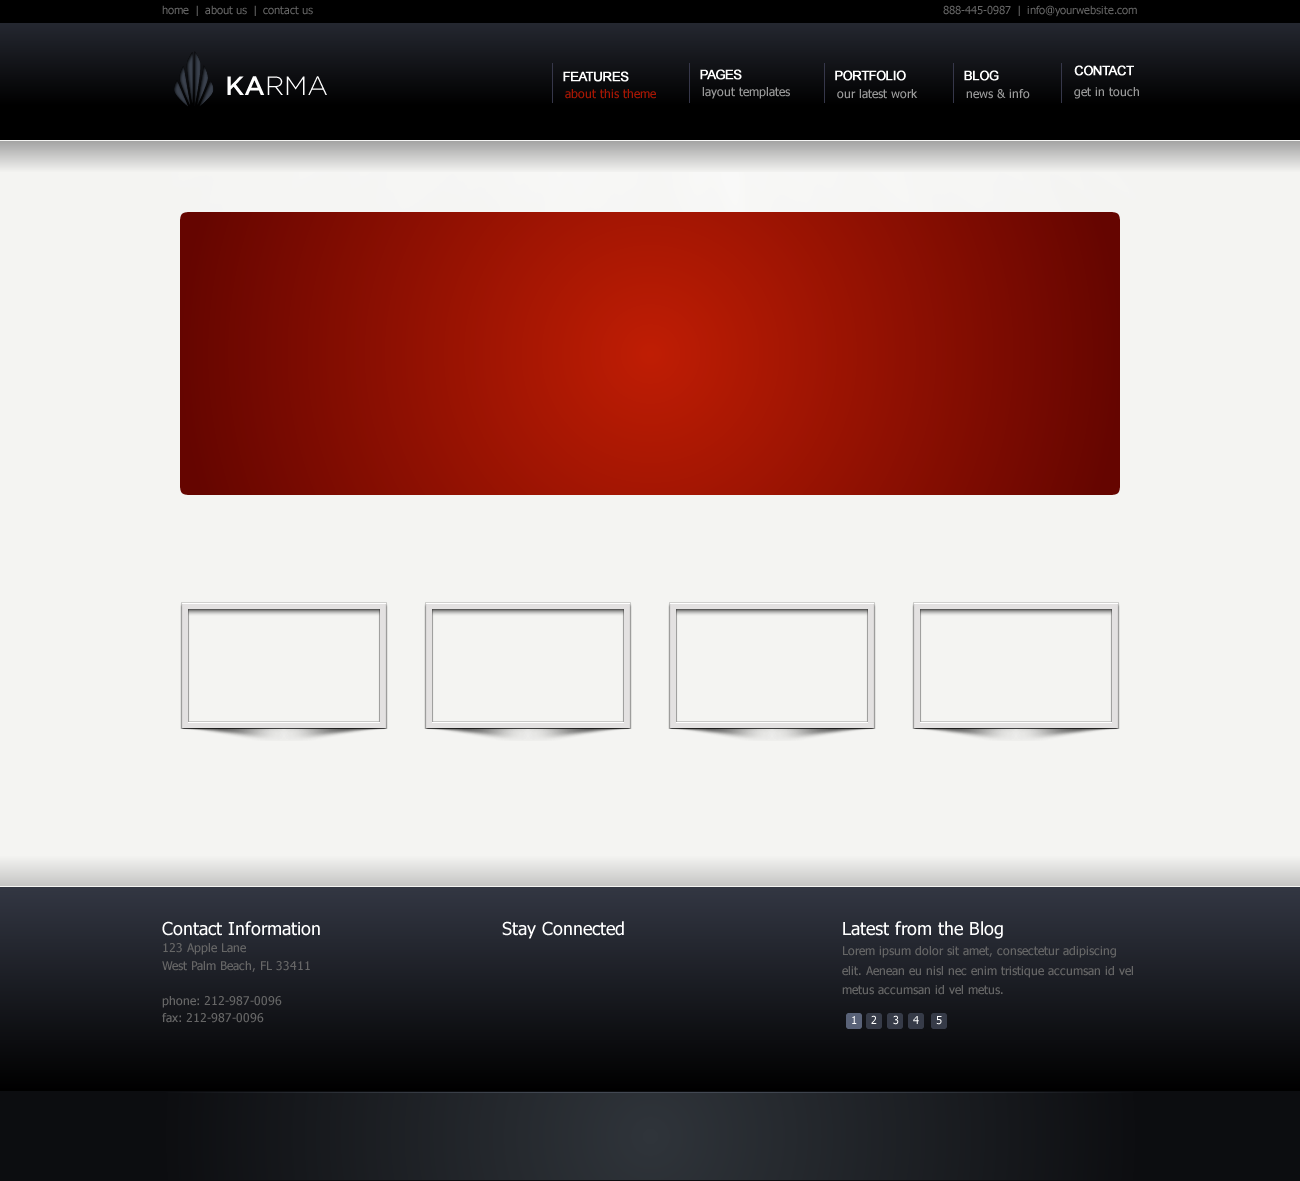 home | about us | contact us
888-445-0987 | info@yourwebsite.com
KARMA
FEATURES
about this theme
PAGES
layout templates
PORTFOLIO
our latest work
BLOG
news & info
CONTACT
get in touch
Contact Information
123 Apple Lane
West Palm Beach, FL 33411
phone: 212-987-0096
fax: 212-987-0096
Stay Connected
Latest from the Blog
Lorem ipsum dolor sit amet, consectetur adipiscing
elit. Aenean eu nisl nec enim tristique accumsan id vel
metus accumsan id vel metus.
1 2 3 4 5